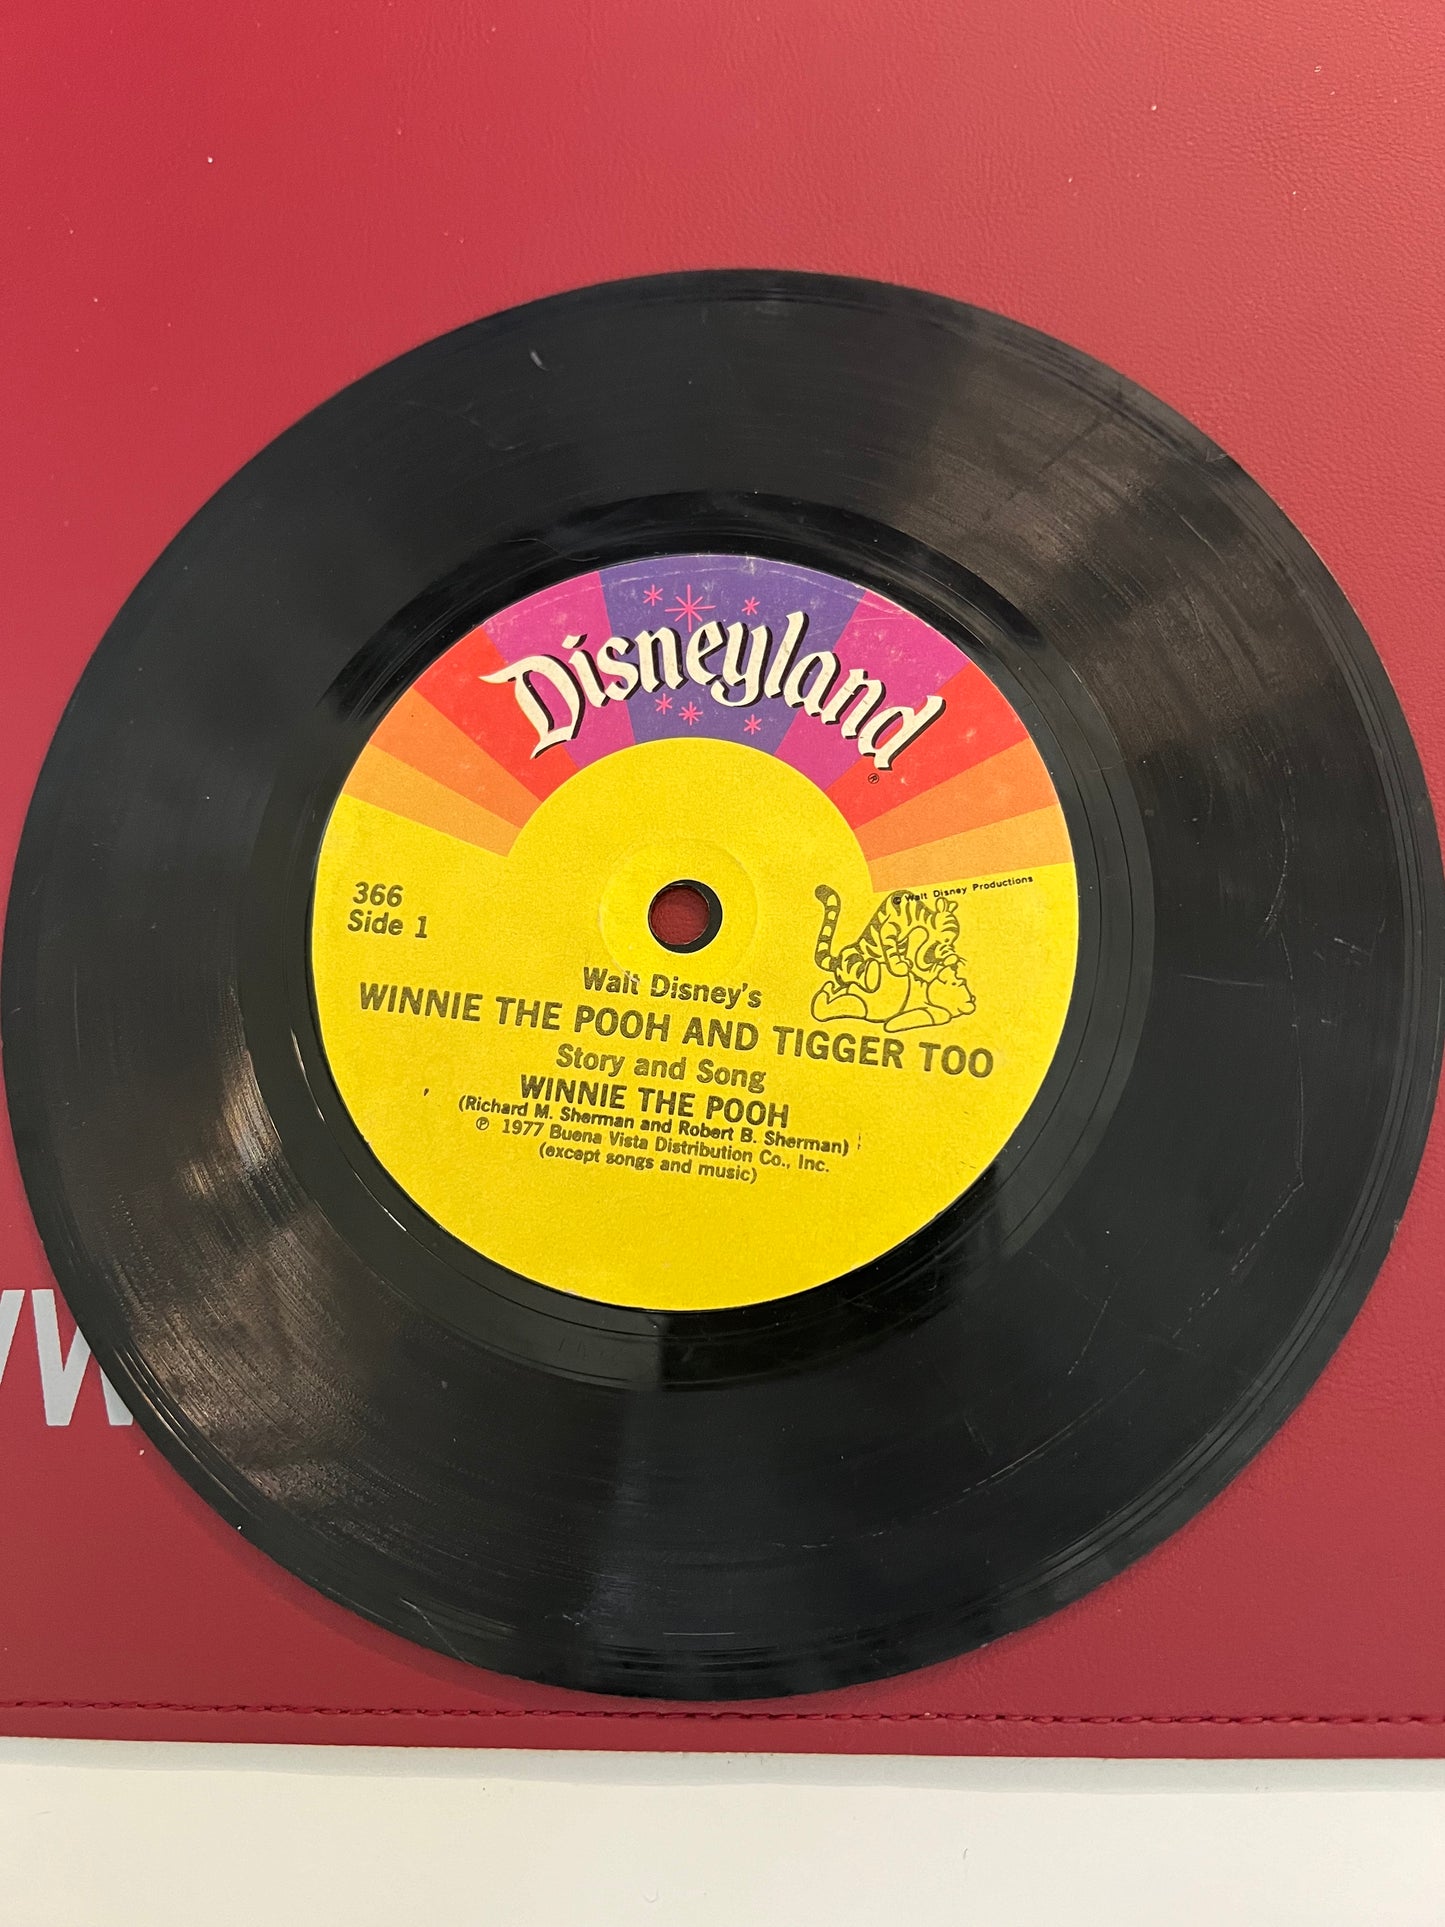 Disneyland
®
© Walt Disney Productions
366
Side 1
Walt Disney's
WINNIE THE POOH AND TIGGER TOO
Story and Song
WINNIE THE POOH
(Richard M. Sherman and Robert B. Sherman)
℗ 1977 Buena Vista Distribution Co., Inc.
(except songs and music)